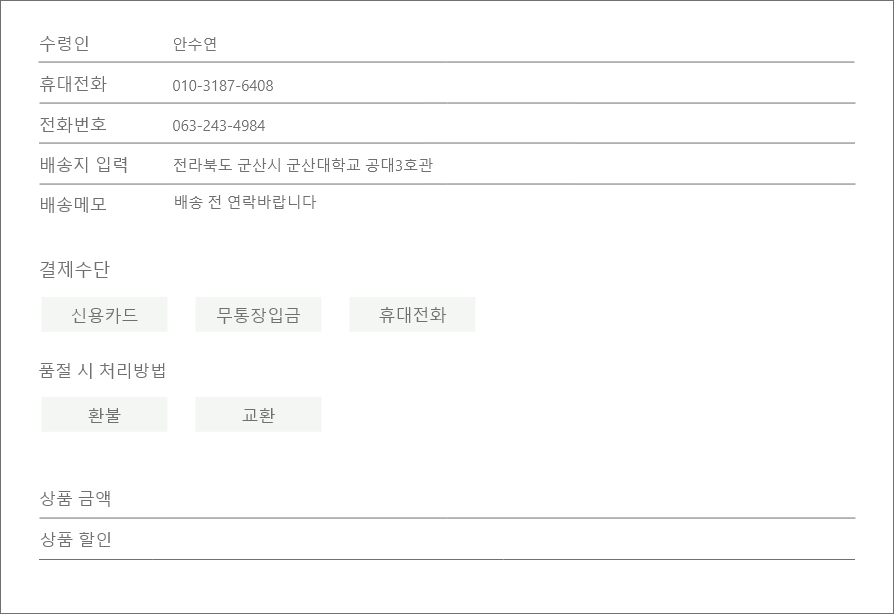 수령인 안수연
휴대전화 010-3187-6408
전화번호 063-243-4984
배송지 입력 전라북도 군산시 군산대학교 공대3호관
배송메모 배송 전 연락바랍니다
결제수단
신용카드 무통장입금 휴대전화
품절 시 처리방법
환불 교환
상품 금액
상품 할인